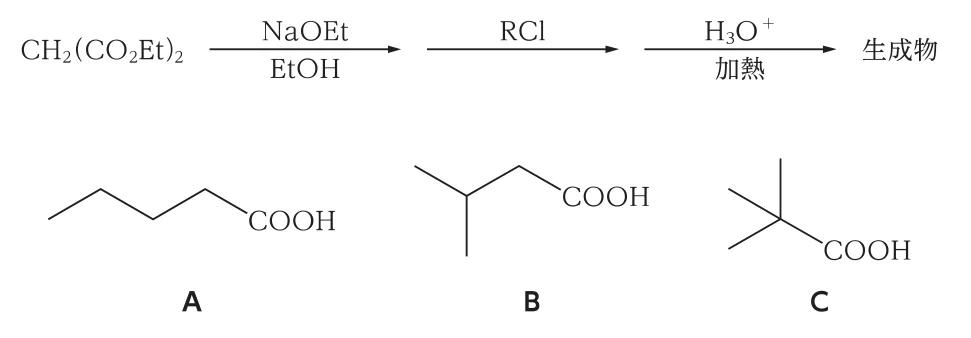 CH₂(CO₂Et)₂ NaOEt EtOH RCl H₃O⁺ 加熱 生成物
COOH COOH COOH
A B C